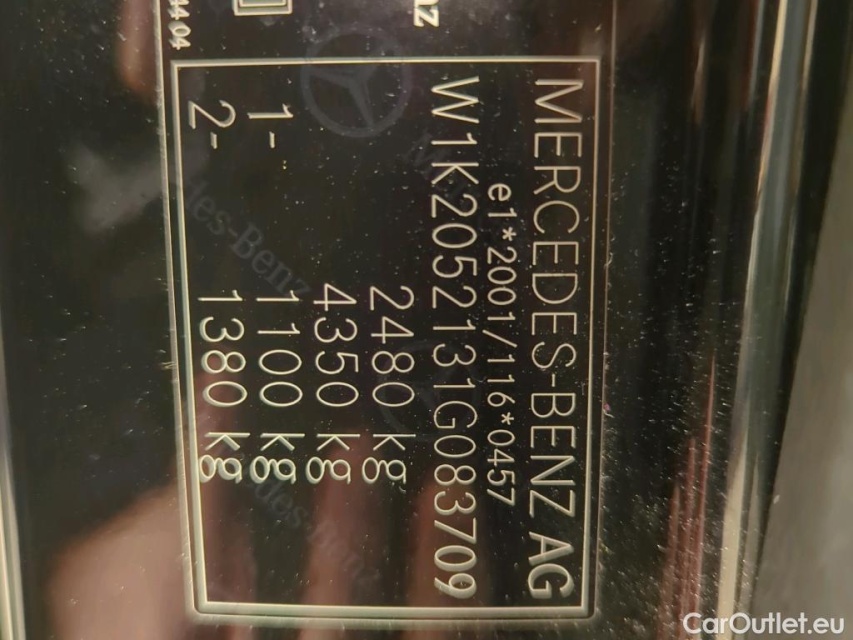 MERCEDES-BENZ AG
e1*2001/116*0457
W1K2052131G083709
2480 kg
4350 kg
1- 1100 kg
2- 1380 kg
CarOutlet.eu